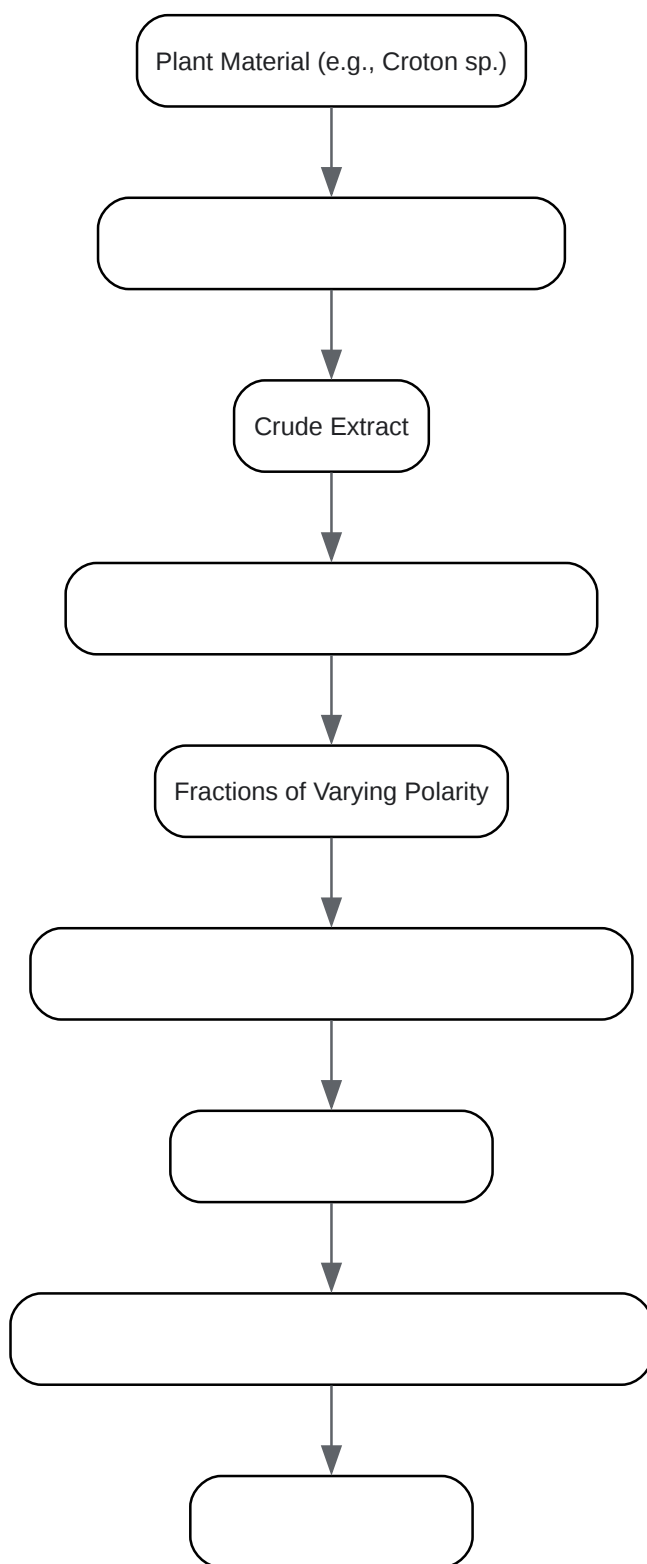 Plant Material (e.g., Croton sp.)
Crude Extract
Fractions of Varying Polarity